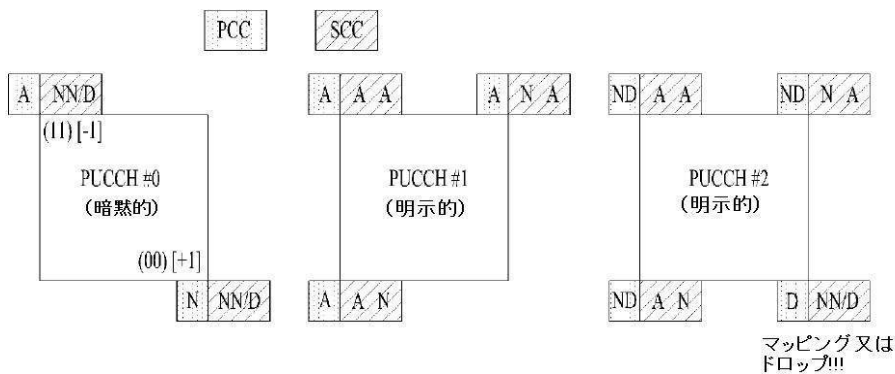 PCC SCC
A NN/D A A A A N A ND A A ND N A
(11) [-1]
PUCCH #0 PUCCH #1 PUCCH #2
(暗黙的) (明示的) (明示的)
(00) [+1]
N NN/D A A N ND A N D NN/D
マッピング又は
ドロップ!!!